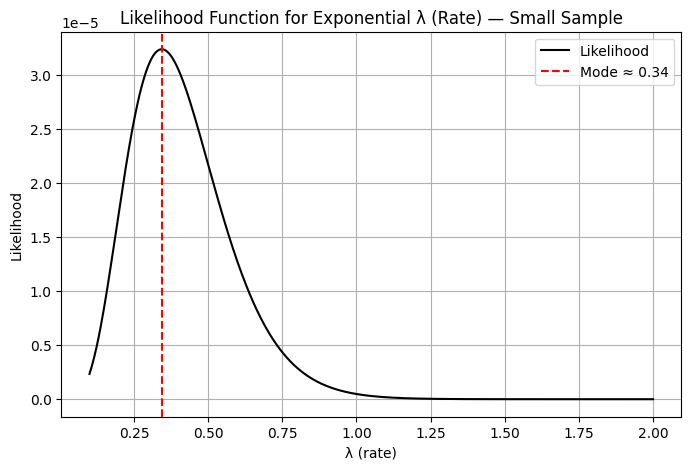 Likelihood Function for Exponential λ (Rate) — Small Sample
1e−5
Likelihood
Mode ≈ 0.34
3.0
2.5
2.0
1.5
1.0
0.5
0.0
Likelihood
0.25 0.50 0.75 1.00 1.25 1.50 1.75 2.00
λ (rate)